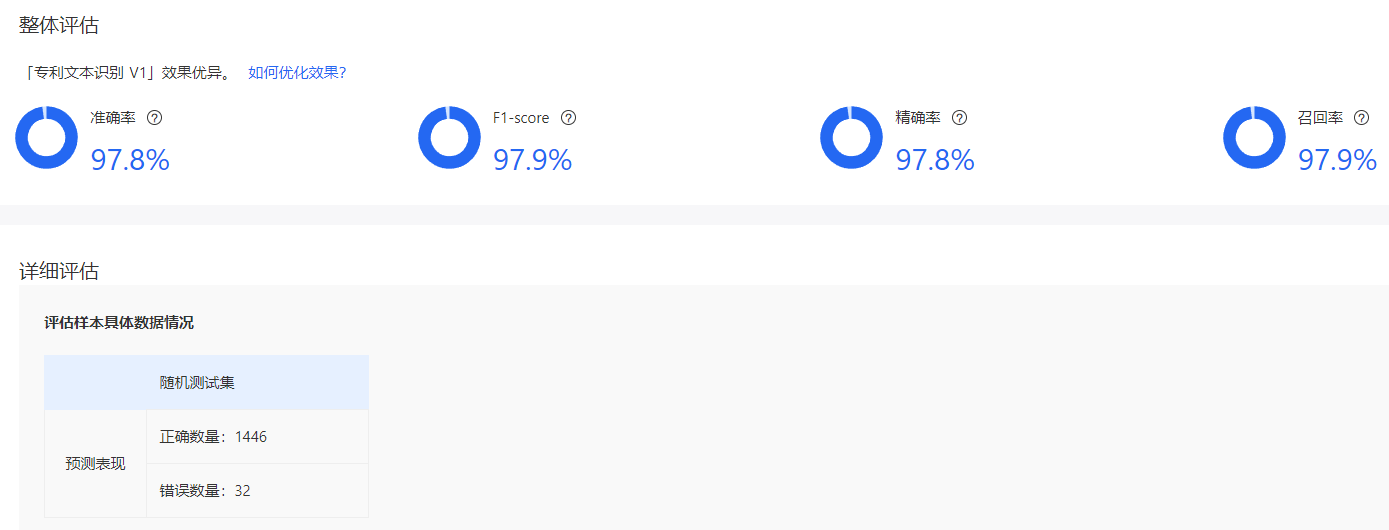 整体评估
「专利文本识别 V1」效果优异。 如何优化效果?
准确率 F1-score 精确率 召回率
97.8% 97.9% 97.8% 97.9%
详细评估
评估样本具体数据情况
随机测试集
预测表现
正确数量：1446
错误数量：32